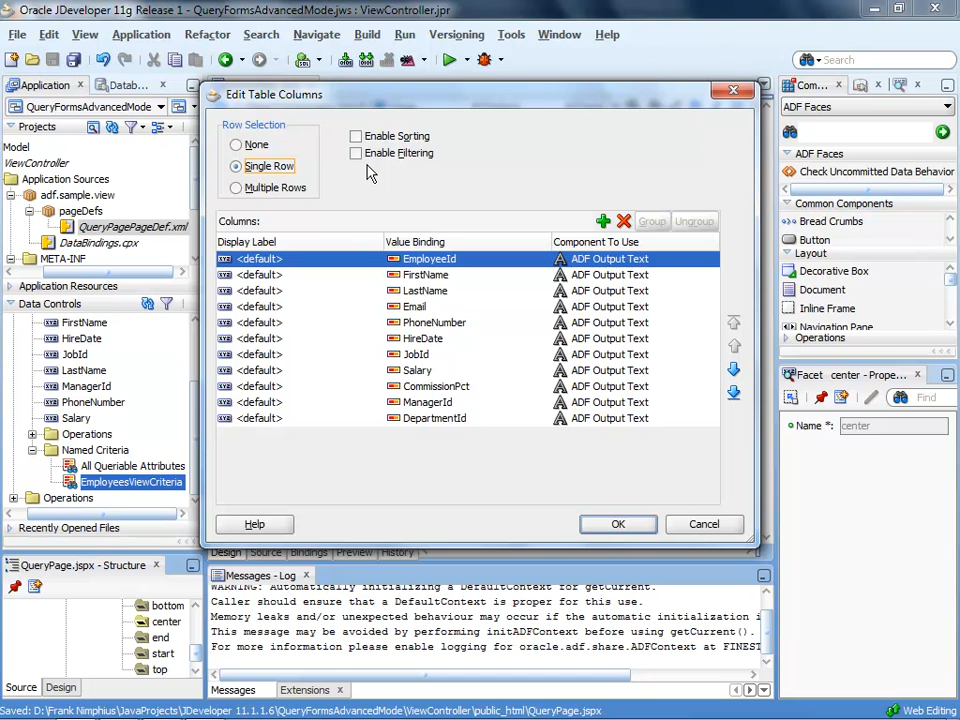 Oracle JDeveloper 11g Release 1 - QueryFormsAdvancedMode.jws : ViewController.jpr
File Edit View Application Refactor Search Navigate Build Run Versioning Tools Window Help
Search
Application
Datab...
QueryFormsAdvancedMode
Projects
Model
ViewController
Application Sources
adf.sample.view
pageDefs
QueryPagePageDef.xml
DataBindings.cpx
META-INF
Application Resources
Data Controls
FirstName
HireDate
JobId
LastName
ManagerId
PhoneNumber
Salary
Operations
Named Criteria
All Queriable Attributes
EmployeesViewCriteria
Operations
Recently Opened Files
QueryPage.jspx - Structure
bottom
center
end
start
top
Source Design
Edit Table Columns
Row Selection
None
Single Row
Multiple Rows
Enable Sorting
Enable Filtering
Columns:
Group Ungroup
Display Label Value Binding Component To Use
<default> EmployeeId ADF Output Text
<default> FirstName ADF Output Text
<default> LastName ADF Output Text
<default> Email ADF Output Text
<default> PhoneNumber ADF Output Text
<default> HireDate ADF Output Text
<default> JobId ADF Output Text
<default> Salary ADF Output Text
<default> CommissionPct ADF Output Text
<default> ManagerId ADF Output Text
<default> DepartmentId ADF Output Text
Help OK Cancel
Design Source Bindings Preview History
Messages - Log
WARNING: Automatically initializing a DefaultContext for getCurrent.
Caller should ensure that a DefaultContext is proper for this use.
Memory leaks and/or unexpected behaviour may occur if the automatic initialization i
This message may be avoided by performing initADFContext before using getCurrent().
For more information please enable logging for oracle.adf.share.ADFContext at FINEST
Messages Extensions
Com...
ADF Faces
ADF Faces
Check Uncommitted Data Behavior
Common Components
Bread Crumbs
Button
Layout
Decorative Box
Document
Inline Frame
Navigation Pane
Operations
Facet center - Prope...
Find
Name *: center
Saved: D:\Frank Nimphius\JavaProjects\JDeveloper 11.1.1.6\QueryFormsAdvancedMode\ViewController\public_html\QueryPage.jspx
Web Editing